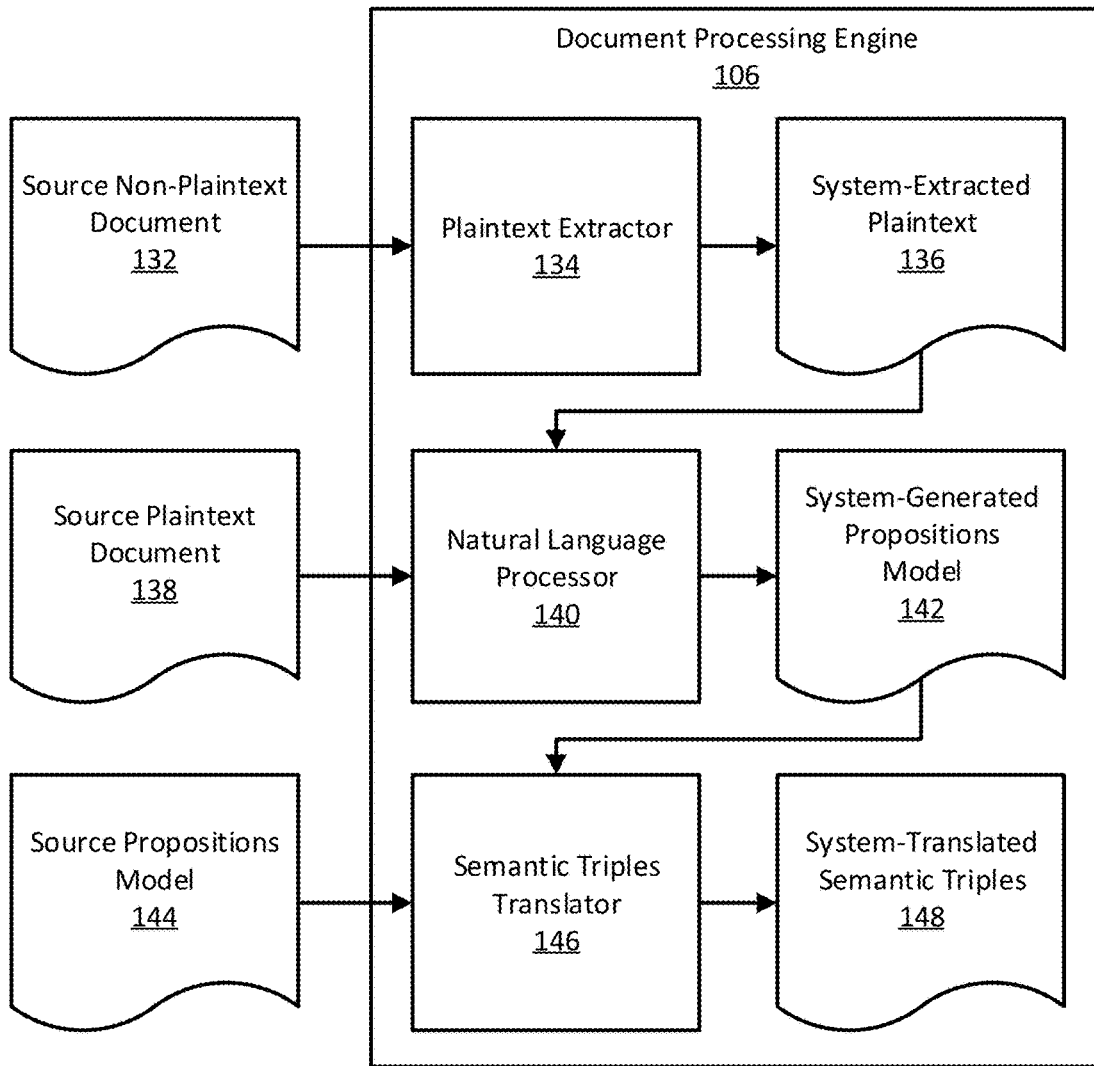 Document Processing Engine
106
Source Non-Plaintext
Document
132
Plaintext Extractor
134
System-Extracted
Plaintext
136
Source Plaintext
Document
138
Natural Language
Processor
140
System-Generated
Propositions
Model
142
Source Propositions
Model
144
Semantic Triples
Translator
146
System-Translated
Semantic Triples
148